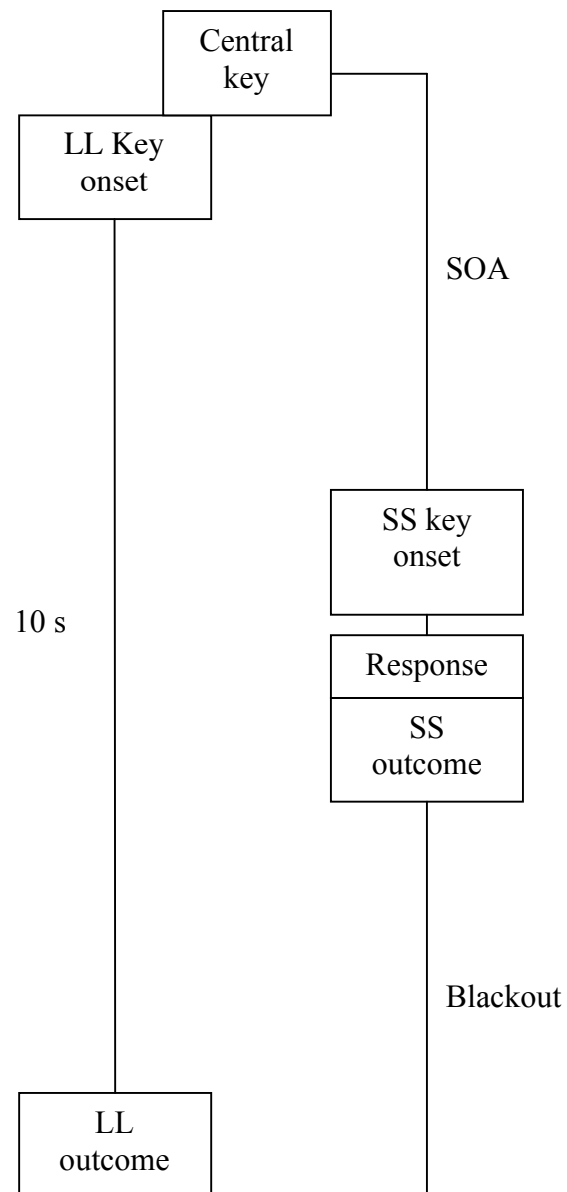 Central
key
LL Key
onset
SOA
SS key
onset
10 s
Response
SS
outcome
Blackout
LL
outcome